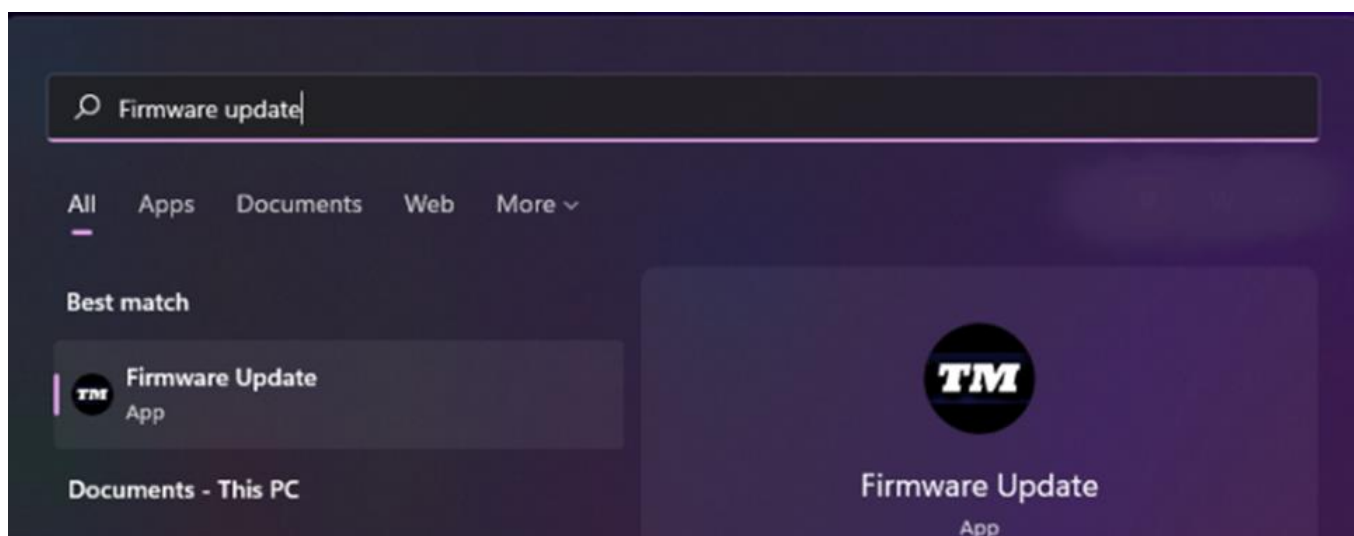 Firmware update
All Apps Documents Web More
Best match
TM Firmware Update
App
Documents - This PC
TM
Firmware Update
App